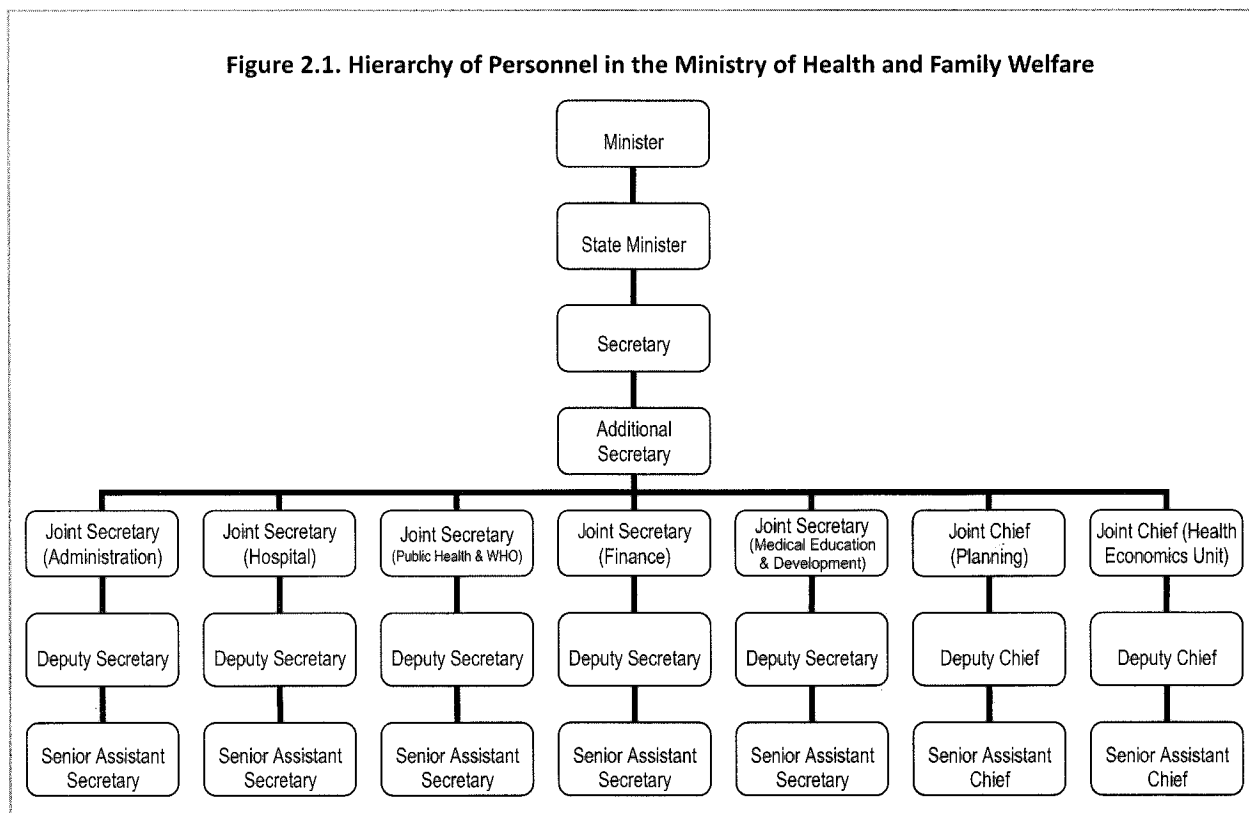 Figure 2.1. Hierarchy of Personnel in the Ministry of Health and Family Welfare
Minister
State Minister
Secretary
Additional
Secretary
Joint Secretary
(Administration)
Joint Secretary
(Hospital)
Joint Secretary
(Public Health & WHO)
Joint Secretary
(Finance)
Joint Secretary
(Medical Education
& Development)
Joint Chief
(Planning)
Joint Chief (Health
Economics Unit)
Deputy Secretary
Deputy Secretary
Deputy Secretary
Deputy Secretary
Deputy Secretary
Deputy Chief
Deputy Chief
Senior Assistant
Secretary
Senior Assistant
Secretary
Senior Assistant
Secretary
Senior Assistant
Secretary
Senior Assistant
Secretary
Senior Assistant
Chief
Senior Assistant
Chief